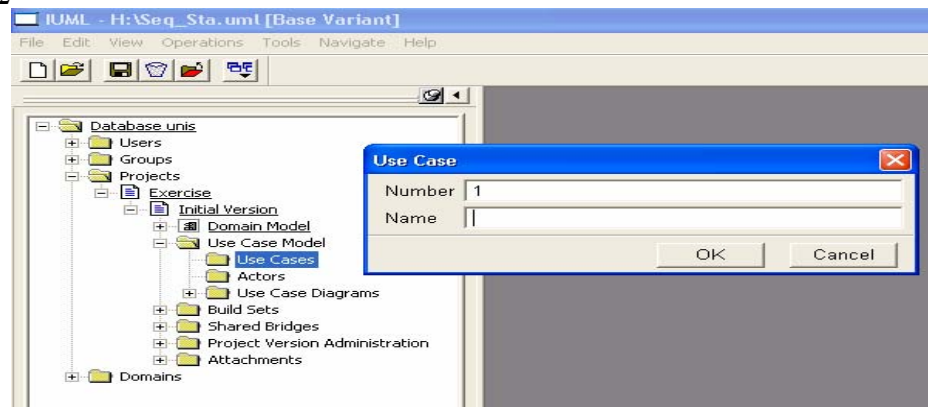 IUML - H:\Seq_Sta.uml [Base Variant]
File Edit View Operations Tools Navigate Help
Database unis
Users
Groups
Projects
Exercise
Initial Version
Domain Model
Use Case Model
Use Cases
Actors
Use Case Diagrams
Build Sets
Shared Bridges
Project Version Administration
Attachments
Domains
Use Case
Number 1
Name
OK Cancel